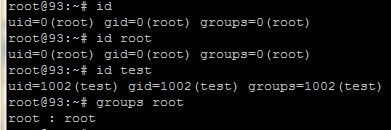 root@93:~# id
uid=0(root) gid=0(root) groups=0(root)
root@93:~# id root
uid=0(root) gid=0(root) groups=0(root)
root@93:~# id test
uid=1002(test) gid=1002(test) groups=1002(test)
root@93:~# groups root
root : root